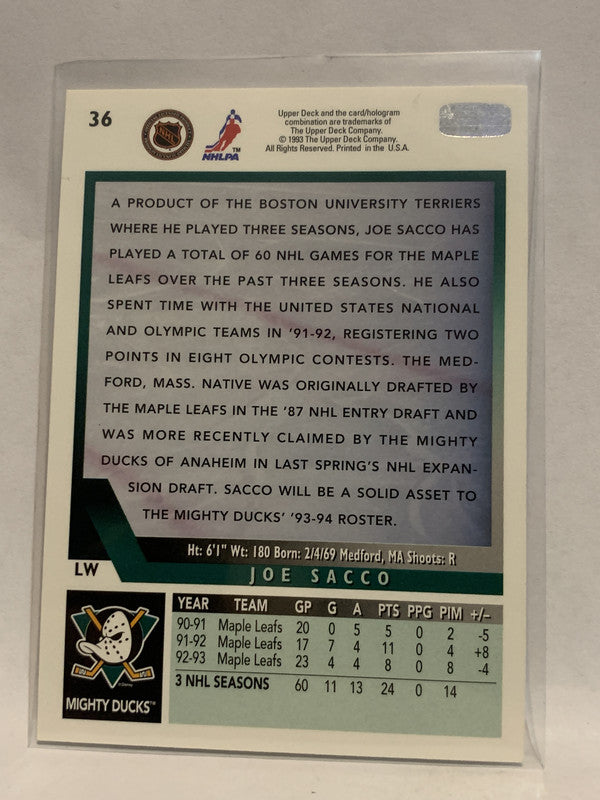 36
NHL
NHLPA™
Upper Deck and the card/hologram
combination are trademarks of
The Upper Deck Company.
© 1993 The Upper Deck Company.
All Rights Reserved. Printed in the U.S.A.
A PRODUCT OF THE BOSTON UNIVERSITY TERRIERS
WHERE HE PLAYED THREE SEASONS, JOE SACCO HAS
PLAYED A TOTAL OF 60 NHL GAMES FOR THE MAPLE
LEAFS OVER THE PAST THREE SEASONS. HE ALSO
SPENT TIME WITH THE UNITED STATES NATIONAL
AND OLYMPIC TEAMS IN '91-92, REGISTERING TWO
POINTS IN EIGHT OLYMPIC CONTESTS. THE MED-
FORD, MASS. NATIVE WAS ORIGINALLY DRAFTED BY
THE MAPLE LEAFS IN THE '87 NHL ENTRY DRAFT AND
WAS MORE RECENTLY CLAIMED BY THE MIGHTY
DUCKS OF ANAHEIM IN LAST SPRING'S NHL EXPAN-
SION DRAFT. SACCO WILL BE A SOLID ASSET TO
THE MIGHTY DUCKS' '93-94 ROSTER.
Ht: 6'1" Wt: 180 Born: 2/4/69 Medford, MA Shoots: R
LW
JOE SACCO
YEAR TEAM GP G A PTS PPG PIM +/–
90-91 Maple Leafs 20 0 5 5 0 2 -5
91-92 Maple Leafs 17 7 4 11 0 4 +8
92-93 Maple Leafs 23 4 4 8 0 8 -4
3 NHL SEASONS 60 11 13 24 0 14
© Disney
MIGHTY DUCKS™